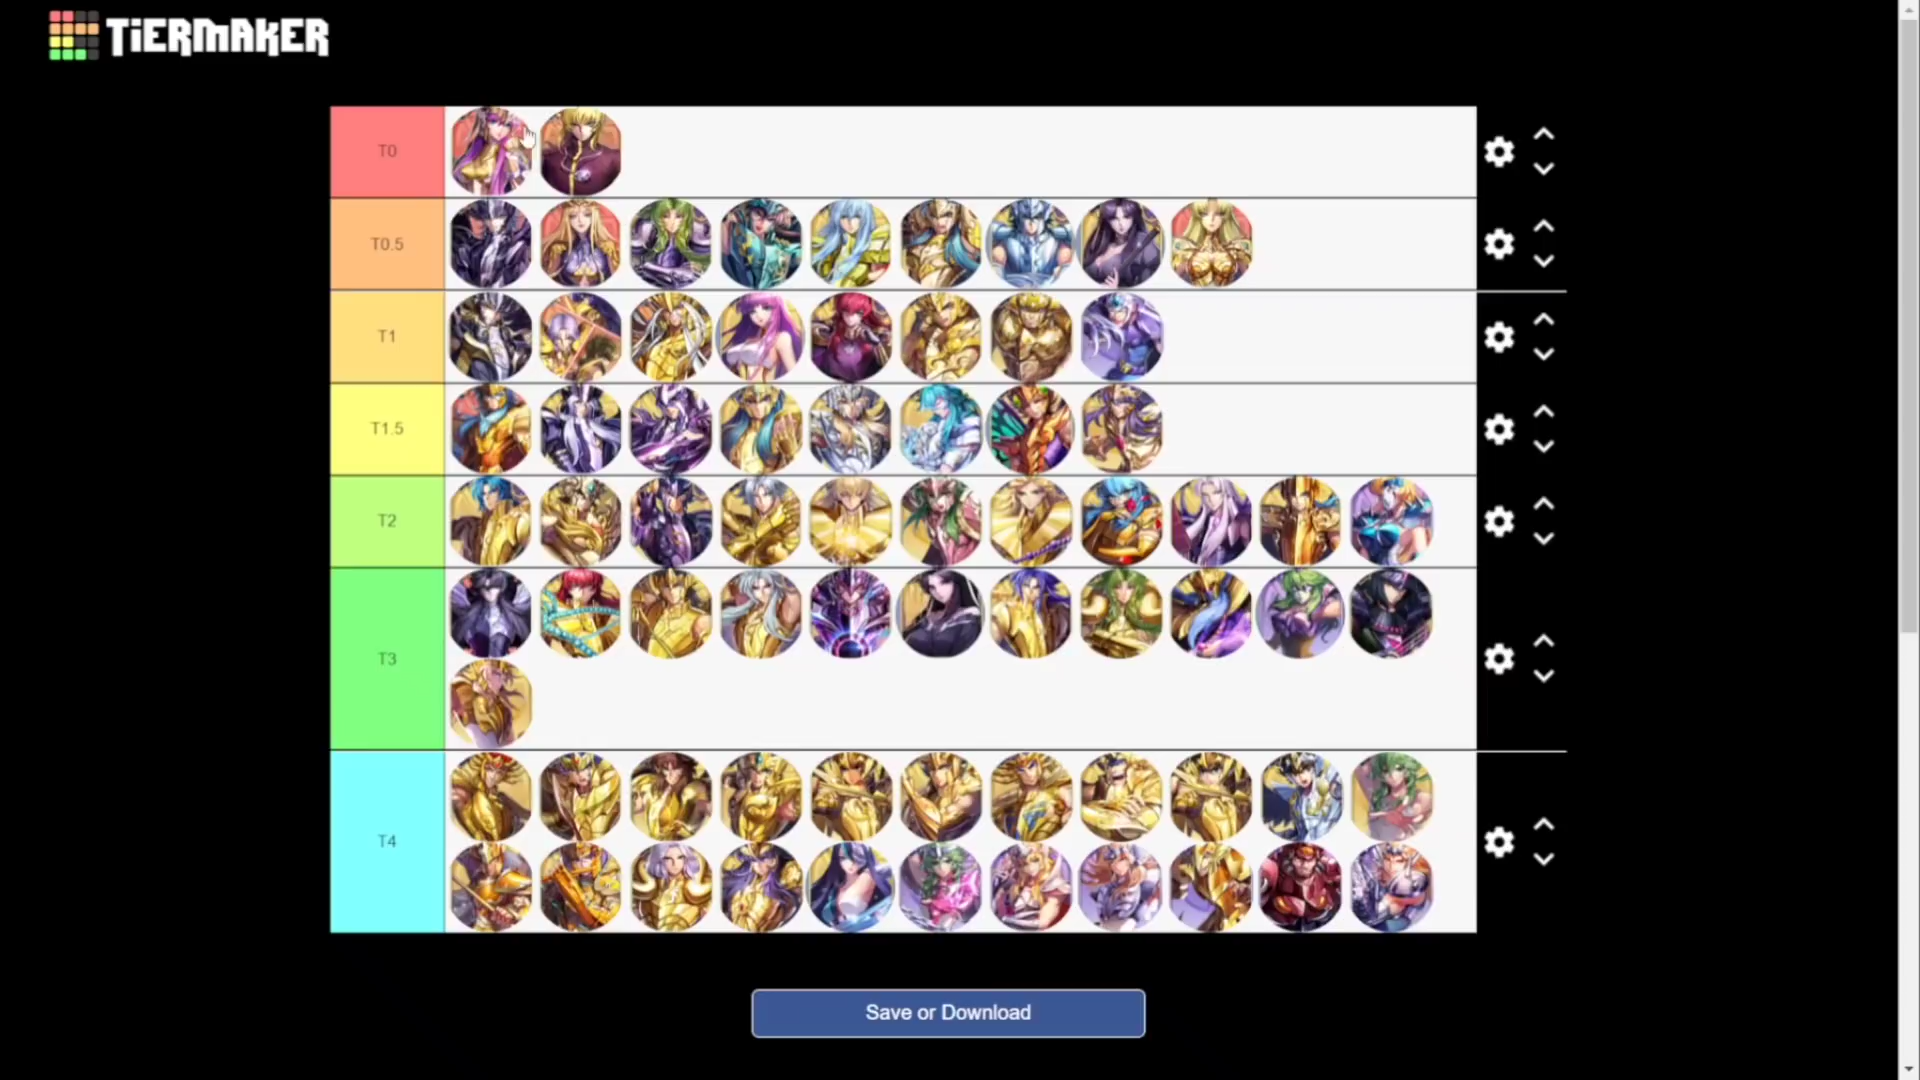 TiERMAKER
T0
T0.5
T1
T1.5
T2
T3
T4
Save or Download